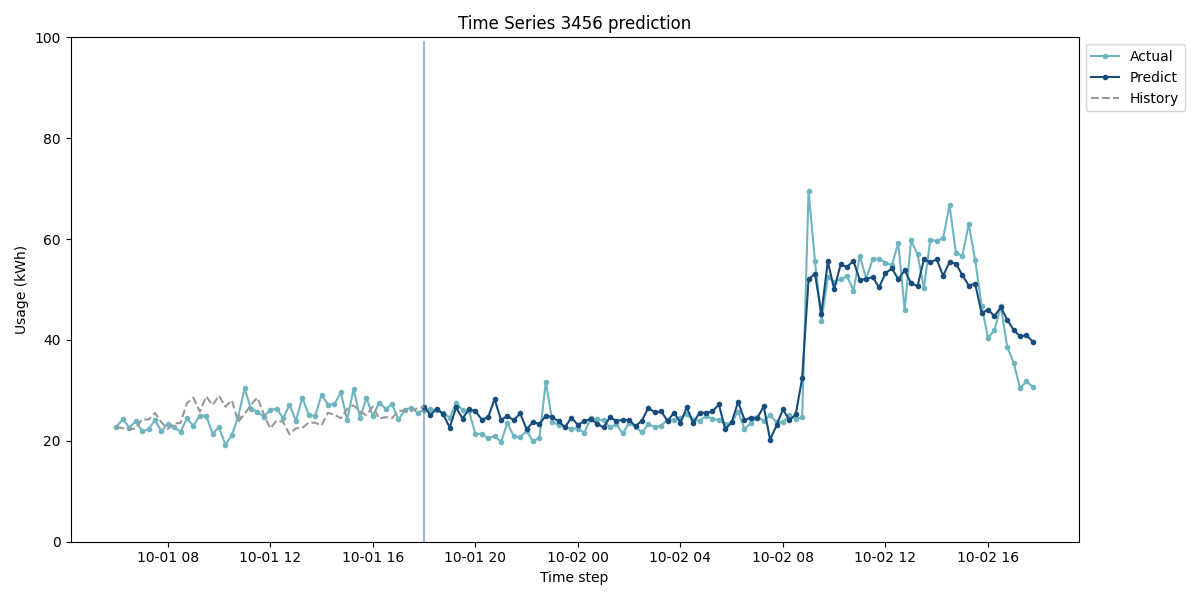 Time Series 3456 prediction
100
80
60
40
20
0
Usage (kWh)
10-01 08
10-01 12
10-01 16
10-01 20
10-02 00
10-02 04
10-02 08
10-02 12
10-02 16
Time step
Actual
Predict
History